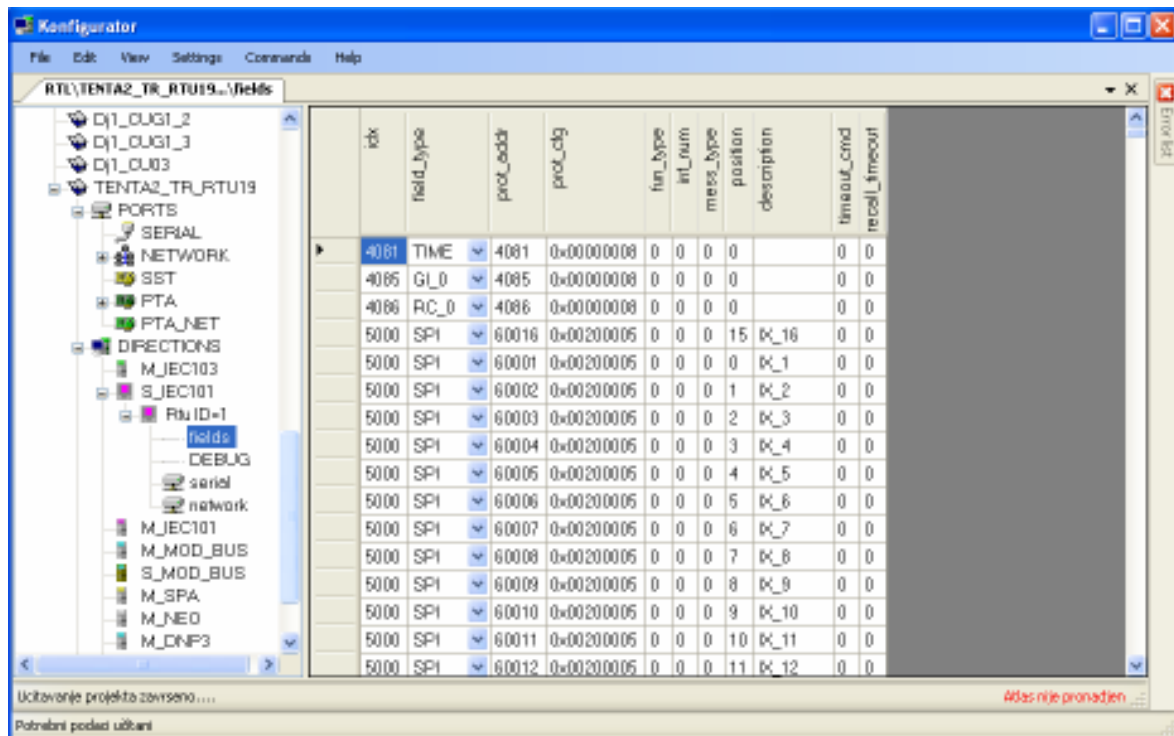 Konfigurator
File Edit View Settings Commands Help
RTL\TENTA2_TR_RTU19...\fields
Error list
Dj1_CUG1_2
Dj1_CUG1_3
Dj1_CU03
TENTA2_TR_RTU19
PORTS
SERIAL
NETWORK
SST
PTA
PTA_NET
DIRECTIONS
M_IEC103
S_IEC101
Rtu ID=1
fields
DEBUG
serial
network
M_IEC101
M_MOD_BUS
S_MOD_BUS
M_SPA
M_NEO
M_DNP3
idx field_type prot_addr prot_cfg fun_type inf_num mess_type position description timeout_cmd recall_timeout
4081 TIME 4081 0x00000008 0 0 0 0 0 0
4085 GI_0 4085 0x00000008 0 0 0 0 0 0
4086 RC_0 4086 0x00000008 0 0 0 0 0 0
5000 SPI 60016 0x00200005 0 0 0 15 IX_16 0 0
5000 SPI 60001 0x00200005 0 0 0 0 IX_1 0 0
5000 SPI 60002 0x00200005 0 0 0 1 IX_2 0 0
5000 SPI 60003 0x00200005 0 0 0 2 IX_3 0 0
5000 SPI 60004 0x00200005 0 0 0 3 IX_4 0 0
5000 SPI 60005 0x00200005 0 0 0 4 IX_5 0 0
5000 SPI 60006 0x00200005 0 0 0 5 IX_6 0 0
5000 SPI 60007 0x00200005 0 0 0 6 IX_7 0 0
5000 SPI 60008 0x00200005 0 0 0 7 IX_8 0 0
5000 SPI 60009 0x00200005 0 0 0 8 IX_9 0 0
5000 SPI 60010 0x00200005 0 0 0 9 IX_10 0 0
5000 SPI 60011 0x00200005 0 0 0 10 IX_11 0 0
5000 SPI 60012 0x00200005 0 0 0 11 IX_12 0 0
Ucitavanje projekta zavrseno.... Atlas nije pronadjen
Potrebni podaci učitani